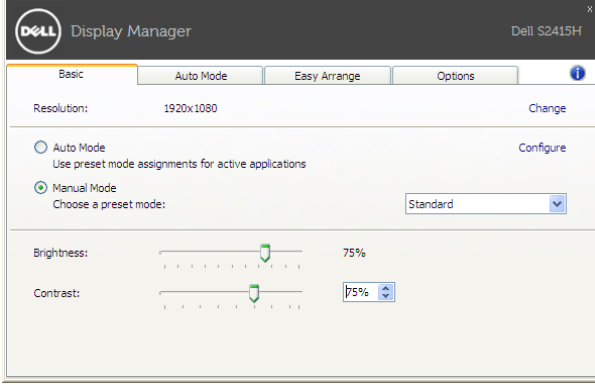 x
DELL Display Manager Dell S2415H
Basic Auto Mode Easy Arrange Options i
Resolution: 1920x1080 Change
Auto Mode Configure
Use preset mode assignments for active applications
Manual Mode
Choose a preset mode: Standard
Brightness: 75%
Contrast: 75%